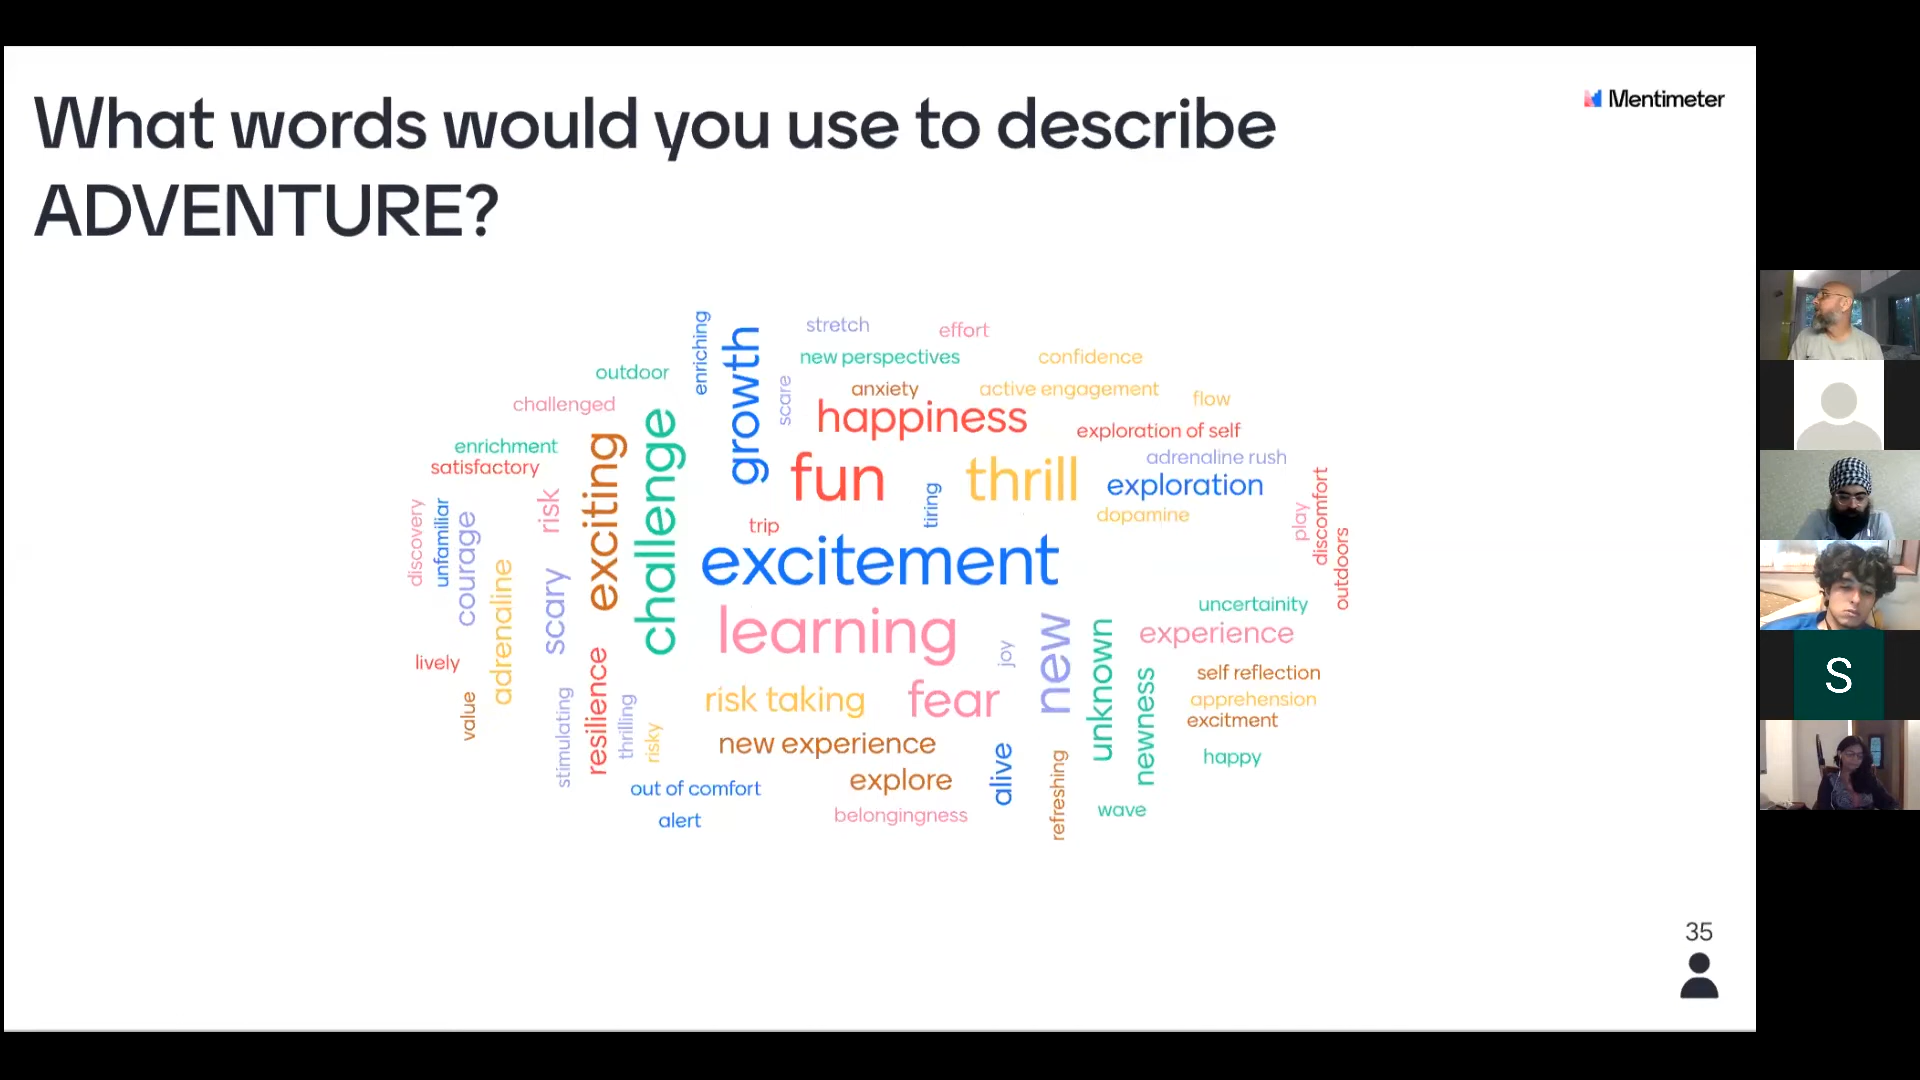 What words would you use to describe
ADVENTURE?
Mentimeter
stretch
effort
enriching
growth
new perspectives
confidence
outdoor
scare
anxiety
active engagement
flow
challenged
happiness
exploration of self
enrichment
satisfactory
exciting
challenge
fun
thrill
adrenaline rush
exploration
tiring
dopamine
risk
trip
play
discomfort
outdoors
discovery
unfamiliar
courage
adrenaline
scary
excitement
learning
joy
new
unknown
newness
uncertainity
experience
self reflection
apprehension
excitment
happy
lively
value
stimulating
resilience
thrilling
risky
risk taking
fear
new experience
explore
alive
refreshing
out of comfort
belongingness
wave
alert
35
S